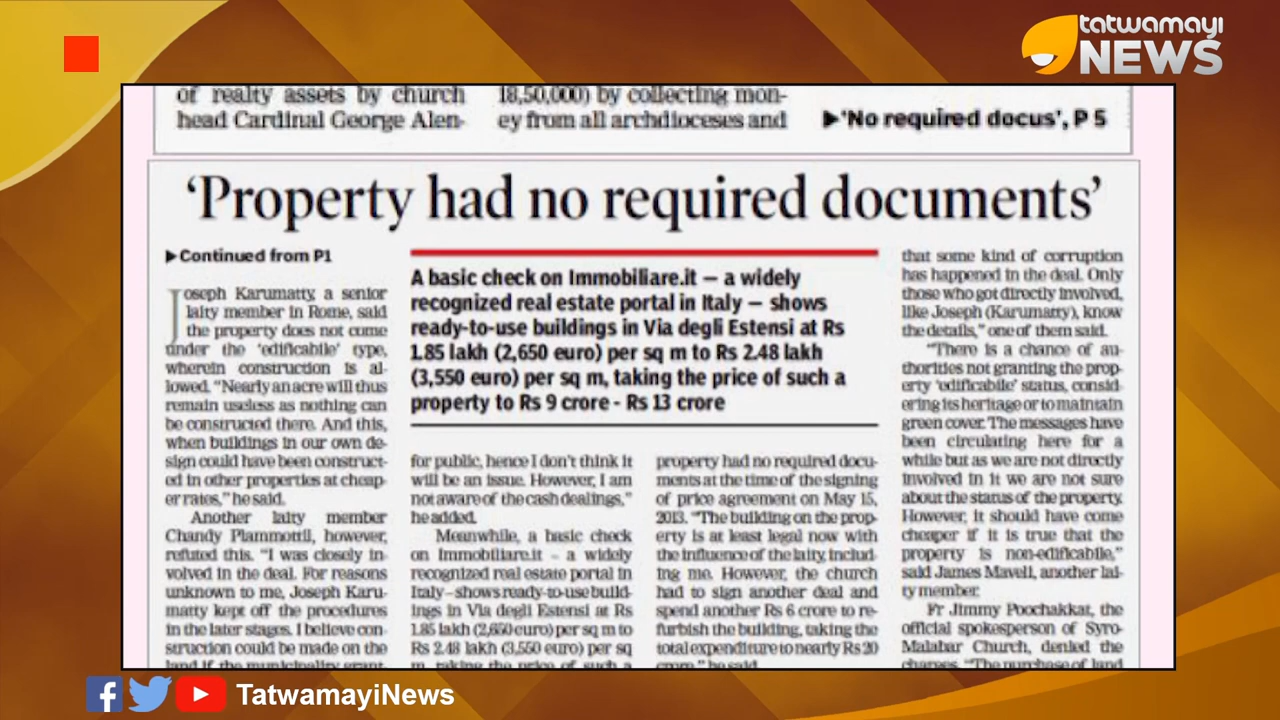 tatwamayi
NEWS
of realty assets by church
head Cardinal George Alen-
18,50,000) by collecting mon-
ey from all archdioceses and
▶'No required docus', P 5
'Property had no required documents'
▶Continued from P1
Joseph Karumatty, a senior
laity member in Rome, said
the property does not come
under the 'edificabile' type,
wherein construction is al-
lowed. "Nearly an acre will thus
remain useless as nothing can
be constructed there. And this,
when buildings in our own de-
sign could have been construct-
ed in other properties at cheap-
er rates," he said.
Another laity member
Chandy Plammottil, however,
refuted this. "I was closely in-
volved in the deal. For reasons
unknown to me, Joseph Karu-
matty kept off the procedures
in the later stages. I believe con-
struction could be made on the
land if the municipality grant-
A basic check on Immobiliare.it – a widely
recognized real estate portal in Italy – shows
ready-to-use buildings in Via degli Estensi at Rs
1.85 lakh (2,650 euro) per sq m to Rs 2.48 lakh
(3,550 euro) per sq m, taking the price of such a
property to Rs 9 crore - Rs 13 crore
for public, hence I don't think it
will be an issue. However, I am
not aware of the cash dealings,"
he added.
Meanwhile, a basic check
on Immobiliare.it – a widely
recognized real estate portal in
Italy – shows ready-to-use build-
ings in Via degli Estensi at Rs
1.85 lakh (2,650 euro) per sq m to
Rs 2.48 lakh (3,550 euro) per sq
m, taking the price of such a
property had no required docu-
ments at the time of the signing
of price agreement on May 15,
2013. "The building on the prop-
erty is at least legal now with
the influence of the laity, includ-
ing me. However, the church
had to sign another deal and
spend another Rs 6 crore to re-
furbish the building, taking the
total expenditure to nearly Rs 20
crore," he said.
that some kind of corruption
has happened in the deal. Only
those who got directly involved,
like Joseph (Karumatty), know
the details," one of them said.
"There is a chance of au-
thorities not granting the prop-
erty 'edificabile' status, consid-
ering its heritage or to maintain
green cover. The messages have
been circulating here for a
while but as we are not directly
involved in it we are not sure
about the status of the property.
However, it should have come
cheaper if it is true that the
property is non-edificabile,"
said James Maveli, another lai-
ty member.
Fr Jimmy Poochakkat, the
official spokesperson of Syro-
Malabar Church, denied the
charges. "The purchase of land
TatwamayiNews